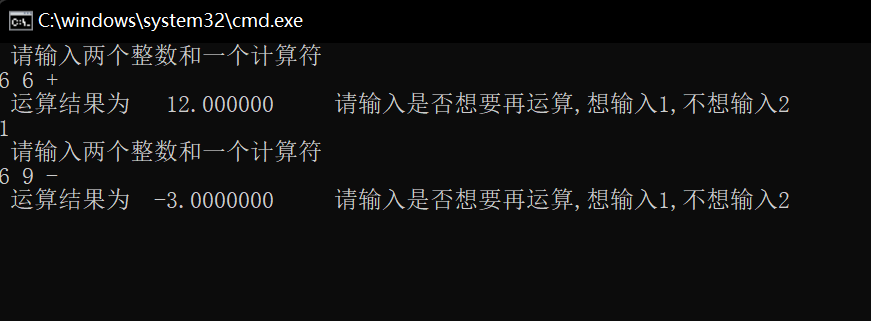 C:\windows\system32\cmd.exe
请输入两个整数和一个计算符
6 6 +
运算结果为 12.000000 请输入是否想要再运算,想输入1,不想输入2
1
请输入两个整数和一个计算符
6 9 -
运算结果为 -3.0000000 请输入是否想要再运算,想输入1,不想输入2